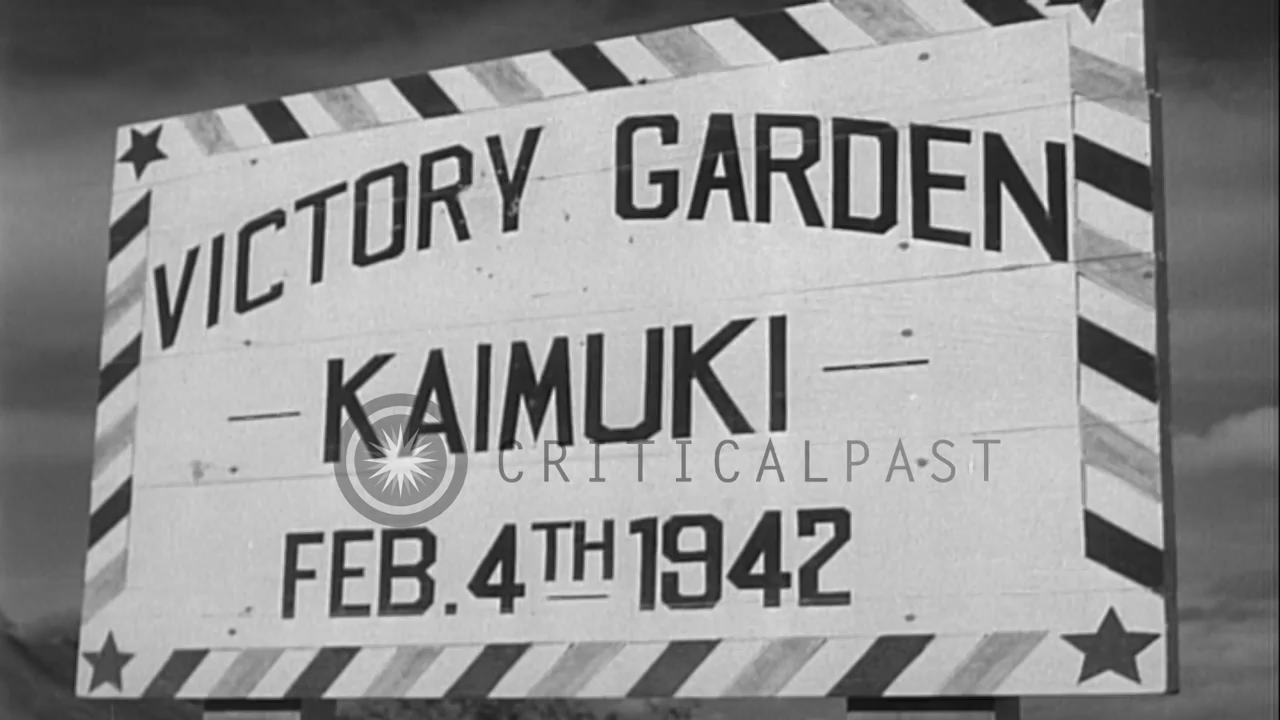 VICTORY GARDEN
— KAIMUKI —
FEB. 4TH 1942
CRITICALPAST